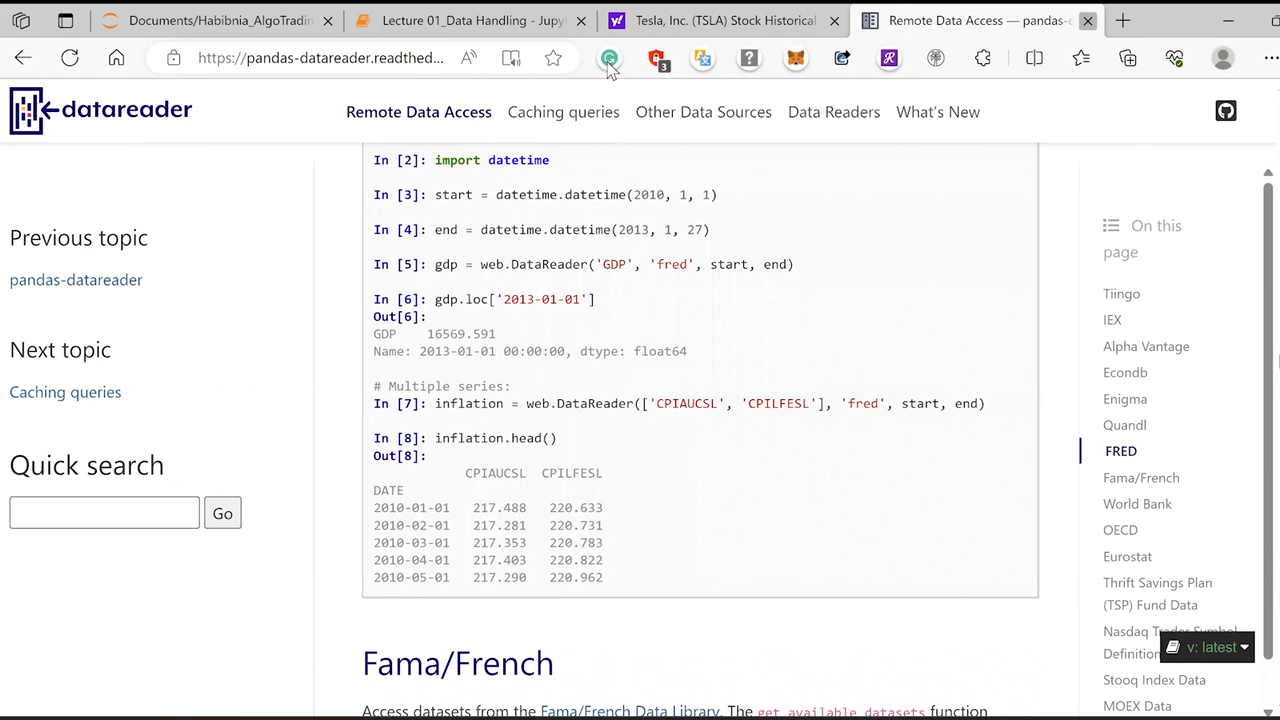 Documents/Habibnia_AlgoTradin
Lecture 01_Data Handling - Jupyt
Tesla, Inc. (TSLA) Stock Historical
Remote Data Access — pandas-d
https://pandas-datareader.readthed...
3
datareader
Remote Data Access
Caching queries
Other Data Sources
Data Readers
What's New
Previous topic
pandas-datareader
Next topic
Caching queries
Quick search
Go
In [2]: import datetime
In [3]: start = datetime.datetime(2010, 1, 1)
In [4]: end = datetime.datetime(2013, 1, 27)
In [5]: gdp = web.DataReader('GDP', 'fred', start, end)
In [6]: gdp.loc['2013-01-01']
Out[6]:
GDP 16569.591
Name: 2013-01-01 00:00:00, dtype: float64
# Multiple series:
In [7]: inflation = web.DataReader(['CPIAUCSL', 'CPILFESL'], 'fred', start, end)
In [8]: inflation.head()
Out[8]:
CPIAUCSL CPILFESL
DATE
2010-01-01 217.488 220.633
2010-02-01 217.281 220.731
2010-03-01 217.353 220.783
2010-04-01 217.403 220.822
2010-05-01 217.290 220.962
Fama/French
Access datasets from the Fama/French Data Library. The get_available_datasets function
On this
page
Tiingo
IEX
Alpha Vantage
Econdb
Enigma
Quandl
FRED
Fama/French
World Bank
OECD
Eurostat
Thrift Savings Plan
(TSP) Fund Data
Nasdaq Trader Symbol
Definition
v: latest
Stooq Index Data
MOEX Data